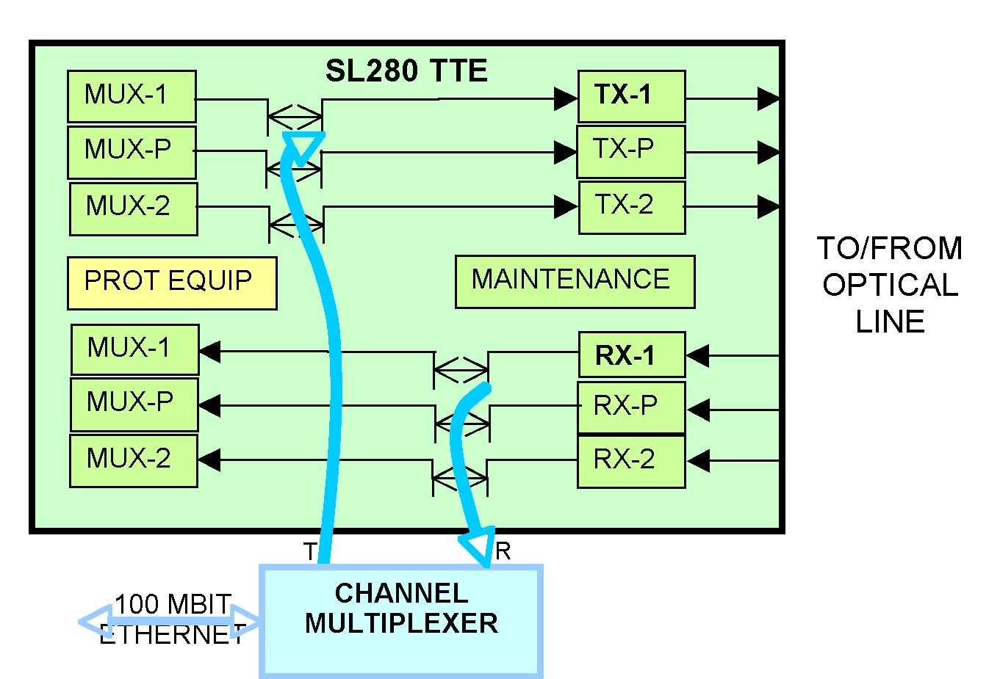 SL280 TTE
MUX-1
TX-1
MUX-P
TX-P
MUX-2
TX-2
PROT EQUIP
MAINTENANCE
TO/FROM
OPTICAL
LINE
MUX-1
RX-1
MUX-P
RX-P
MUX-2
RX-2
T
R
100 MBIT
ETHERNET
CHANNEL
MULTIPLEXER